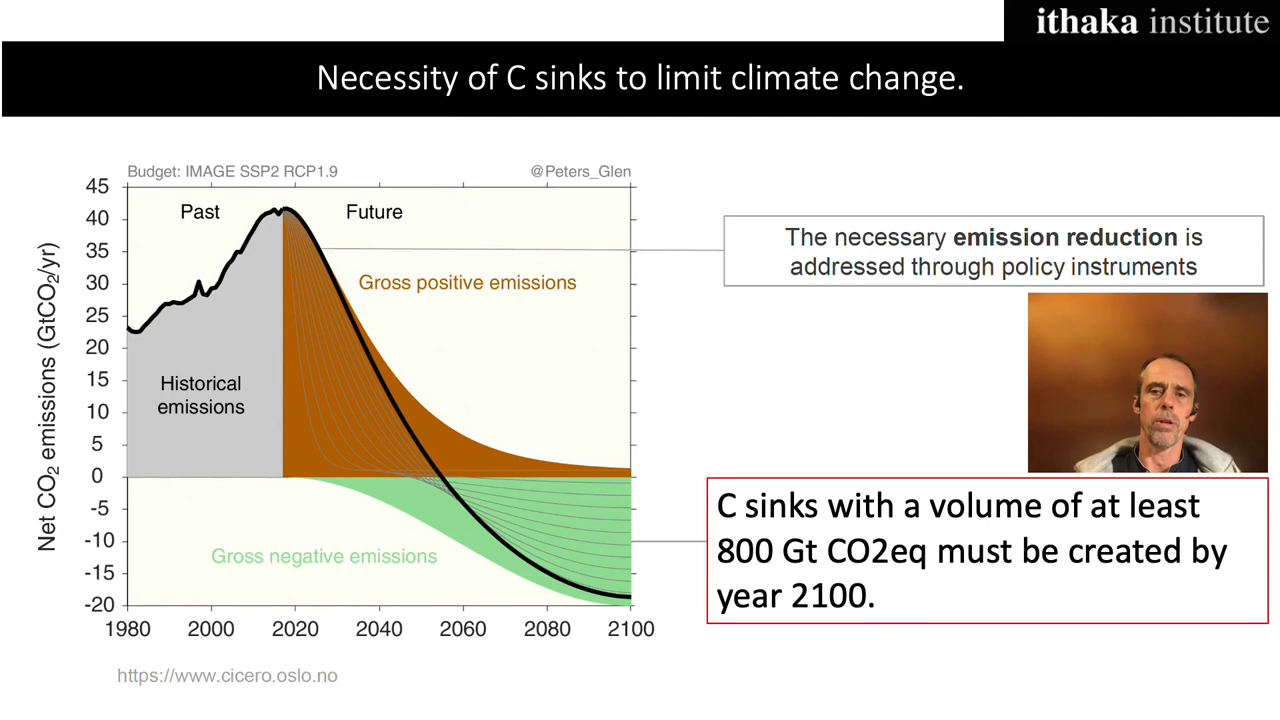 ithaka institute
Necessity of C sinks to limit climate change.
Budget: IMAGE SSP2 RCP1.9
@Peters_Glen
45
40
35
30
25
20
15
10
5
0
-5
-10
-15
-20
Net CO₂ emissions (GtCO₂/yr)
Past
Future
Gross positive emissions
Historical
emissions
Gross negative emissions
1980
2000
2020
2040
2060
2080
2100
https://www.cicero.oslo.no
The necessary emission reduction is
addressed through policy instruments
C sinks with a volume of at least
800 Gt CO2eq must be created by
year 2100.